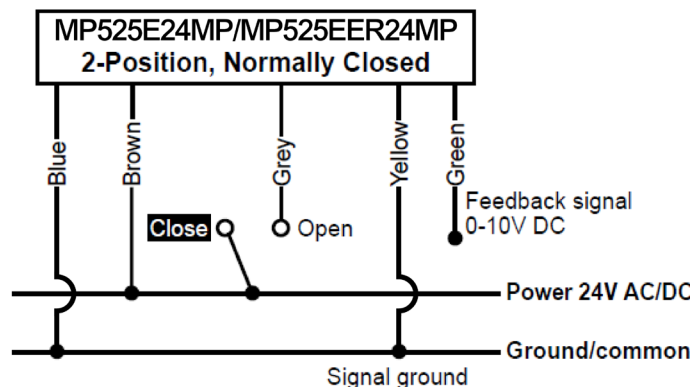 MP525E24MP/MP525EER24MP
2-Position, Normally Closed
Blue
Brown
Grey
Yellow
Green
Feedback signal
0-10V DC
Close
Open
Power 24V AC/DC
Ground/common
Signal ground